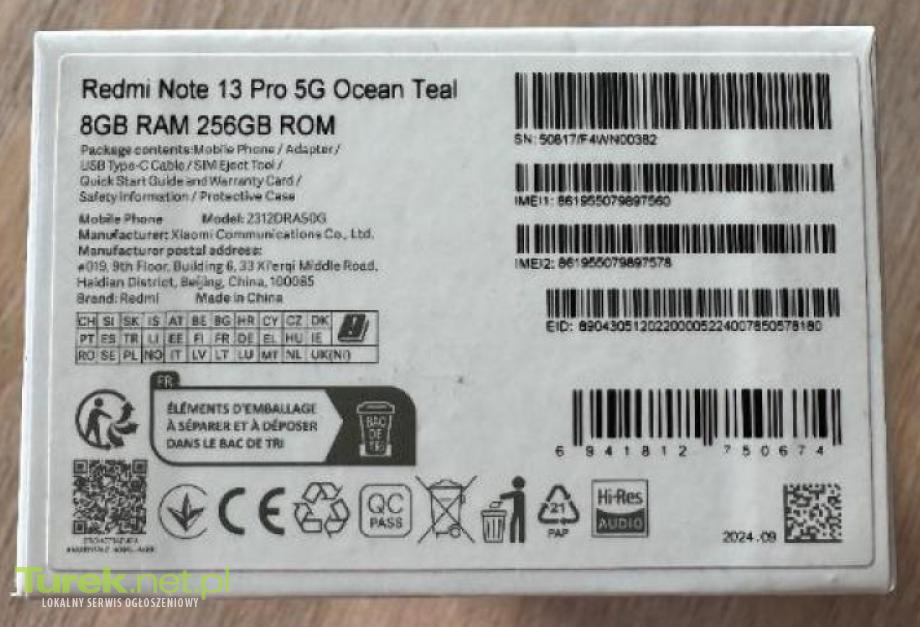 Redmi Note 13 Pro 5G Ocean Teal
8GB RAM 256GB ROM
Package contents:Mobile Phone / Adapter/
USB Type-C Cable / SIM Eject Tool /
Quick Start Guide and Warranty Card /
Safety Information / Protective Case
Mobile Phone Model: 2312DRA50G
Manufacturer: Xiaomi Communications Co., Ltd.
Manufacturer postal address:
#019, 9th Floor, Building 6, 33 Xi'erqi Middle Road,
Haidian District, Beijing, China, 100085
Brand: Redmi Made in China
CH SI SK IS AT BE BG HR CY CZ DK
PT ES TR LI EE FI FR DE EL HU IE
RO SE PL NO IT LV LT LU MT NL UK(NI)
SN: 50617/F4WN00382
IMEI1: 861955079897560
IMEI2: 861955079897578
EID: 89043051202200005224007850578180
6 941812 750674
FR
ÉLÉMENTS D'EMBALLAGE
À SÉPARER ET À DÉPOSER
DANS LE BAC DE TRI
BAC
DE
TRI
CE
QC
PASS
21
PAP
Hi-Res
AUDIO
2024.09
Turek.net.pl
LOKALNY SERWIS OGŁOSZENIOWY